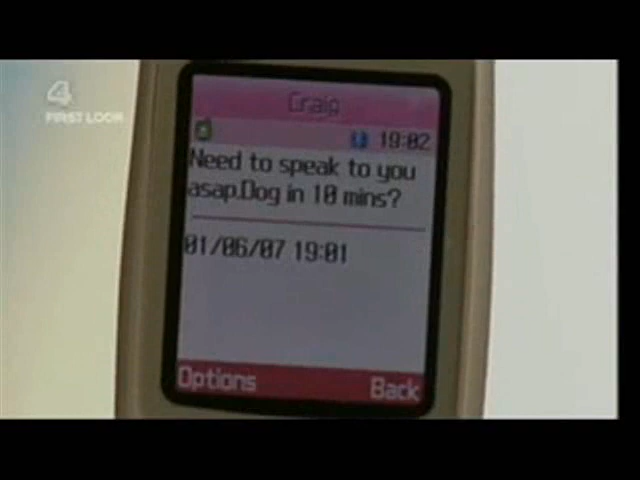 4
FIRST LOOK
Craig
19:02
Need to speak to you
asap.Dog in 10 mins?
01/06/07 19:01
Options
Back